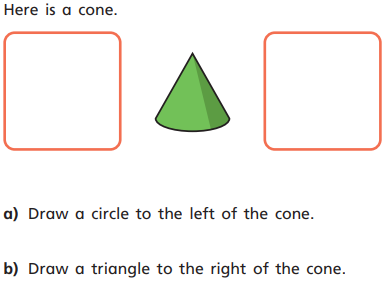 Here is a cone.
a) Draw a circle to the left of the cone.
b) Draw a triangle to the right of the cone.